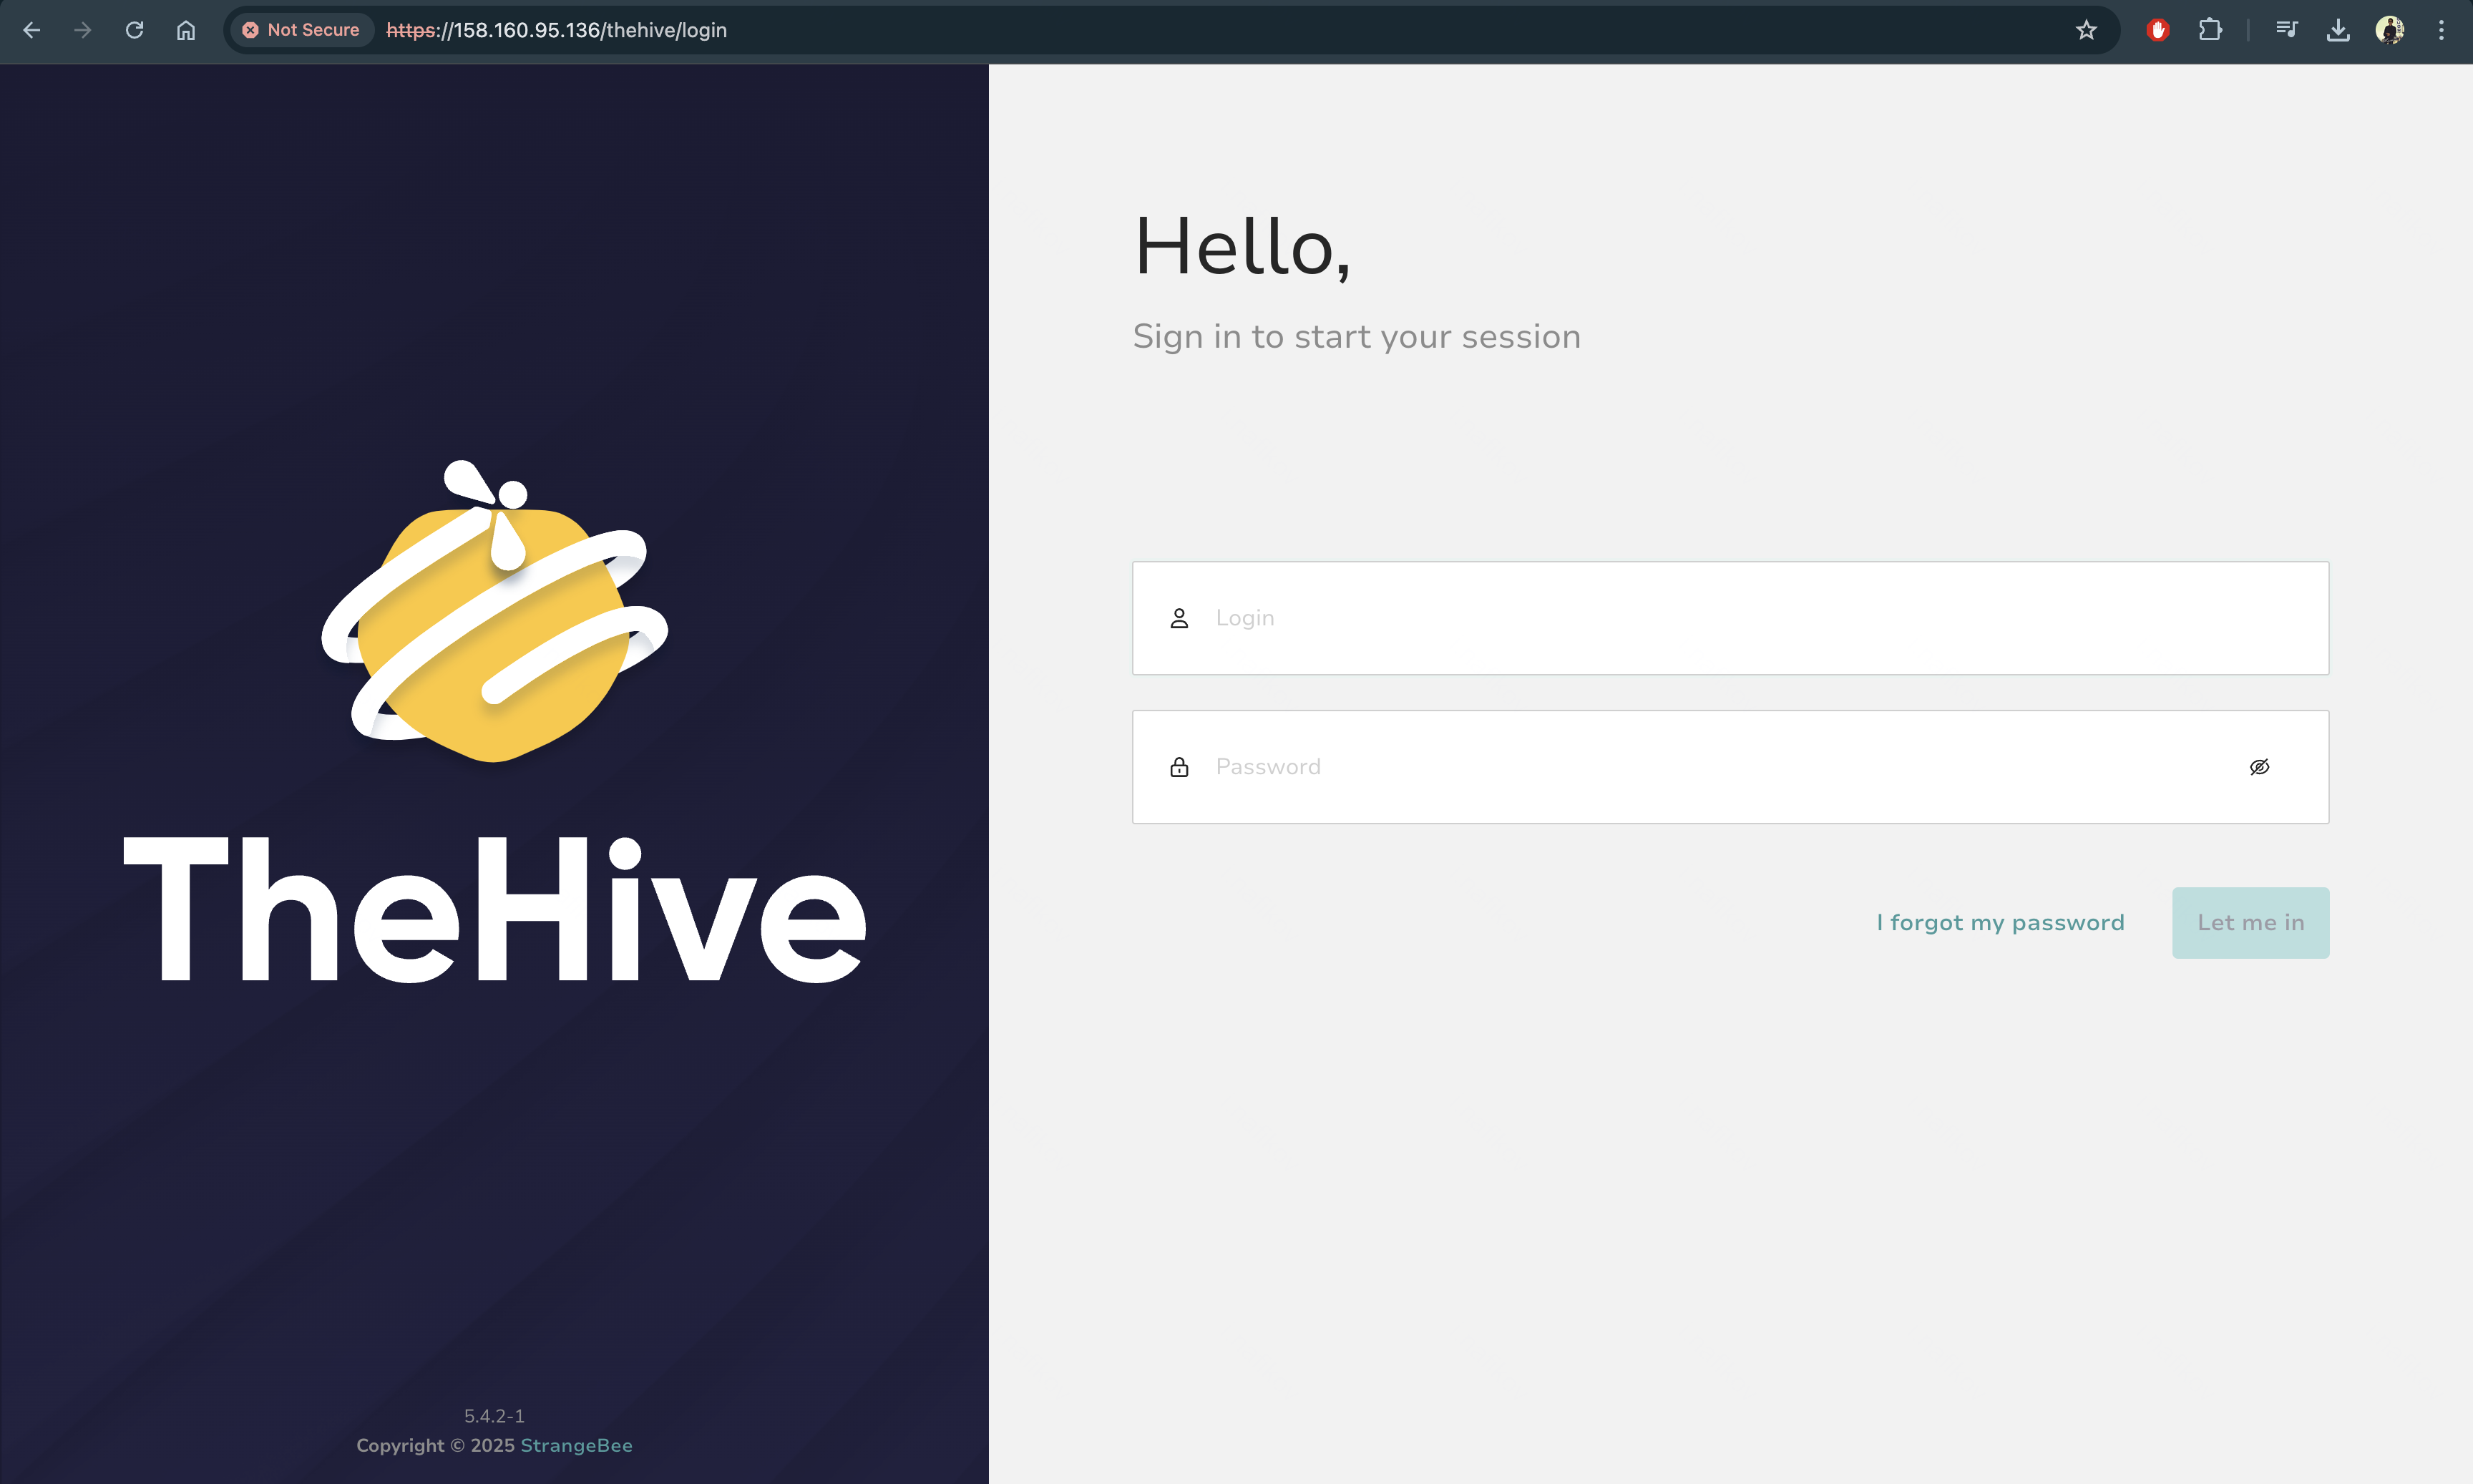 Not Secure https://158.160.95.136/thehive/login
TheHive
5.4.2-1
Copyright © 2025 StrangeBee
Hello,
Sign in to start your session
Login
Password
I forgot my password
Let me in